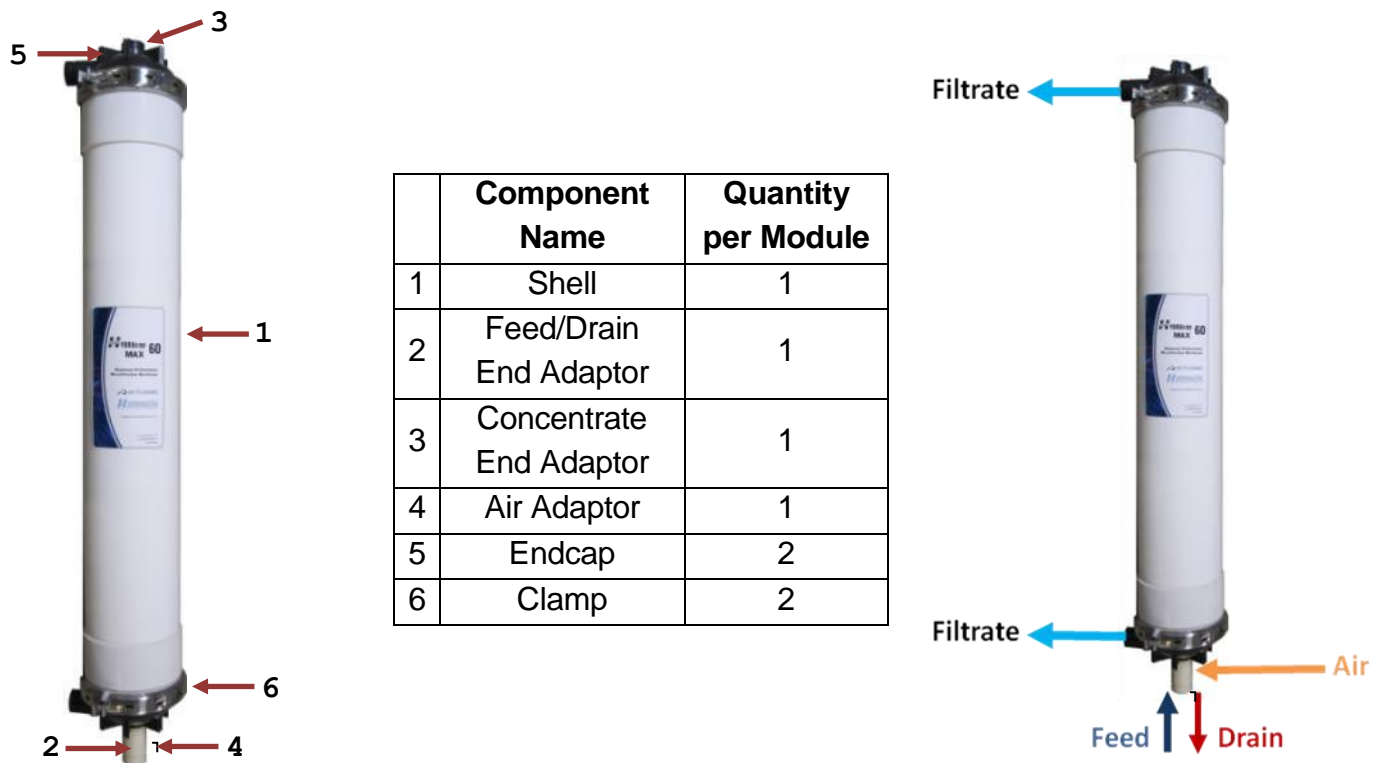 3
5
1
6
2
4
Component Name
Quantity per Module
1 Shell 1
2 Feed/Drain End Adaptor 1
3 Concentrate End Adaptor 1
4 Air Adaptor 1
5 Endcap 2
6 Clamp 2
MAX 60
Filtrate
MAX 60
Filtrate
Air
Feed
Drain